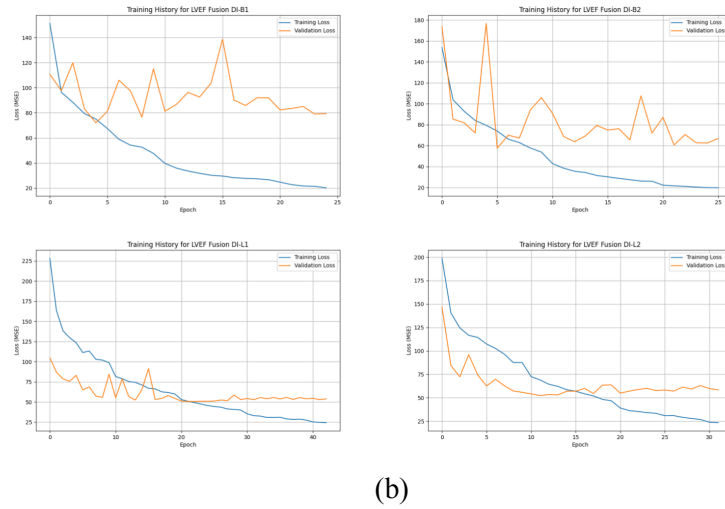 Training History for LVEF Fusion DI-B1
Training Loss
Validation Loss
140
120
100
80
60
40
20
Loss (MSE)
0 5 10 15 20 25
Epoch
Training History for LVEF Fusion DI-B2
Training Loss
Validation Loss
180
160
140
120
100
80
60
40
20
Loss (MSE)
0 5 10 15 20 25
Epoch
Training History for LVEF Fusion DI-L1
Training Loss
Validation Loss
225
200
175
150
125
100
75
50
25
Loss (MSE)
0 10 20 30 40
Epoch
Training History for LVEF Fusion DI-L2
Training Loss
Validation Loss
200
175
150
125
100
75
50
25
Loss (MSE)
0 5 10 15 20 25 30
Epoch
(b)